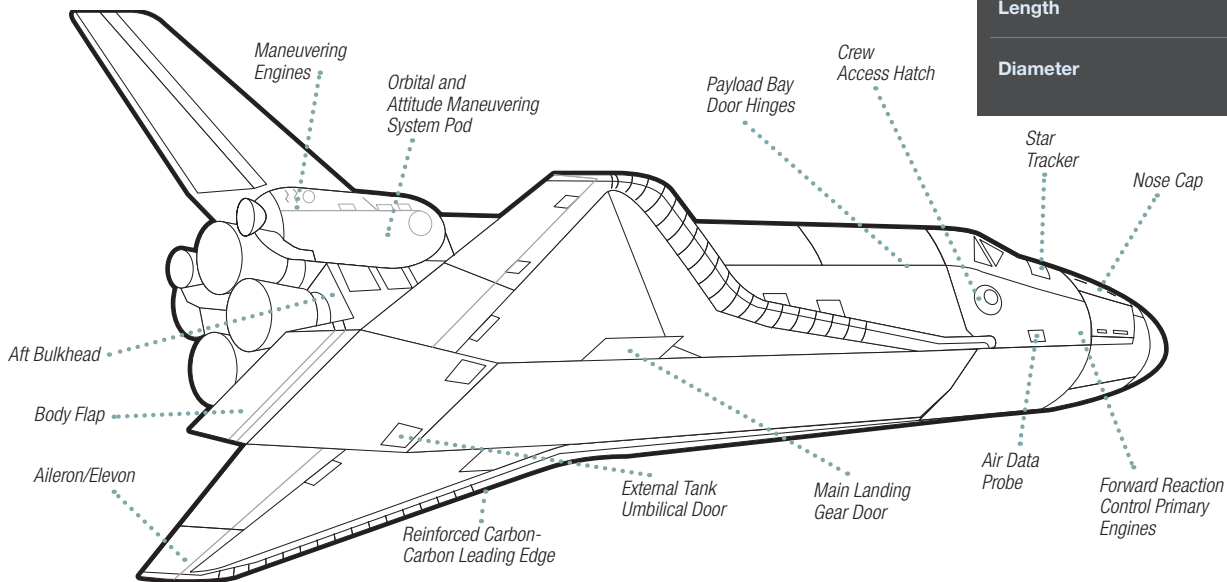 Length
Diameter
Maneuvering
Engines
Orbital and
Attitude Maneuvering
System Pod
Payload Bay
Door Hinges
Crew
Access Hatch
Star
Tracker
Nose Cap
Aft Bulkhead
Body Flap
Aileron/Elevon
Reinforced Carbon-
Carbon Leading Edge
External Tank
Umbilical Door
Main Landing
Gear Door
Air Data
Probe
Forward Reaction
Control Primary
Engines